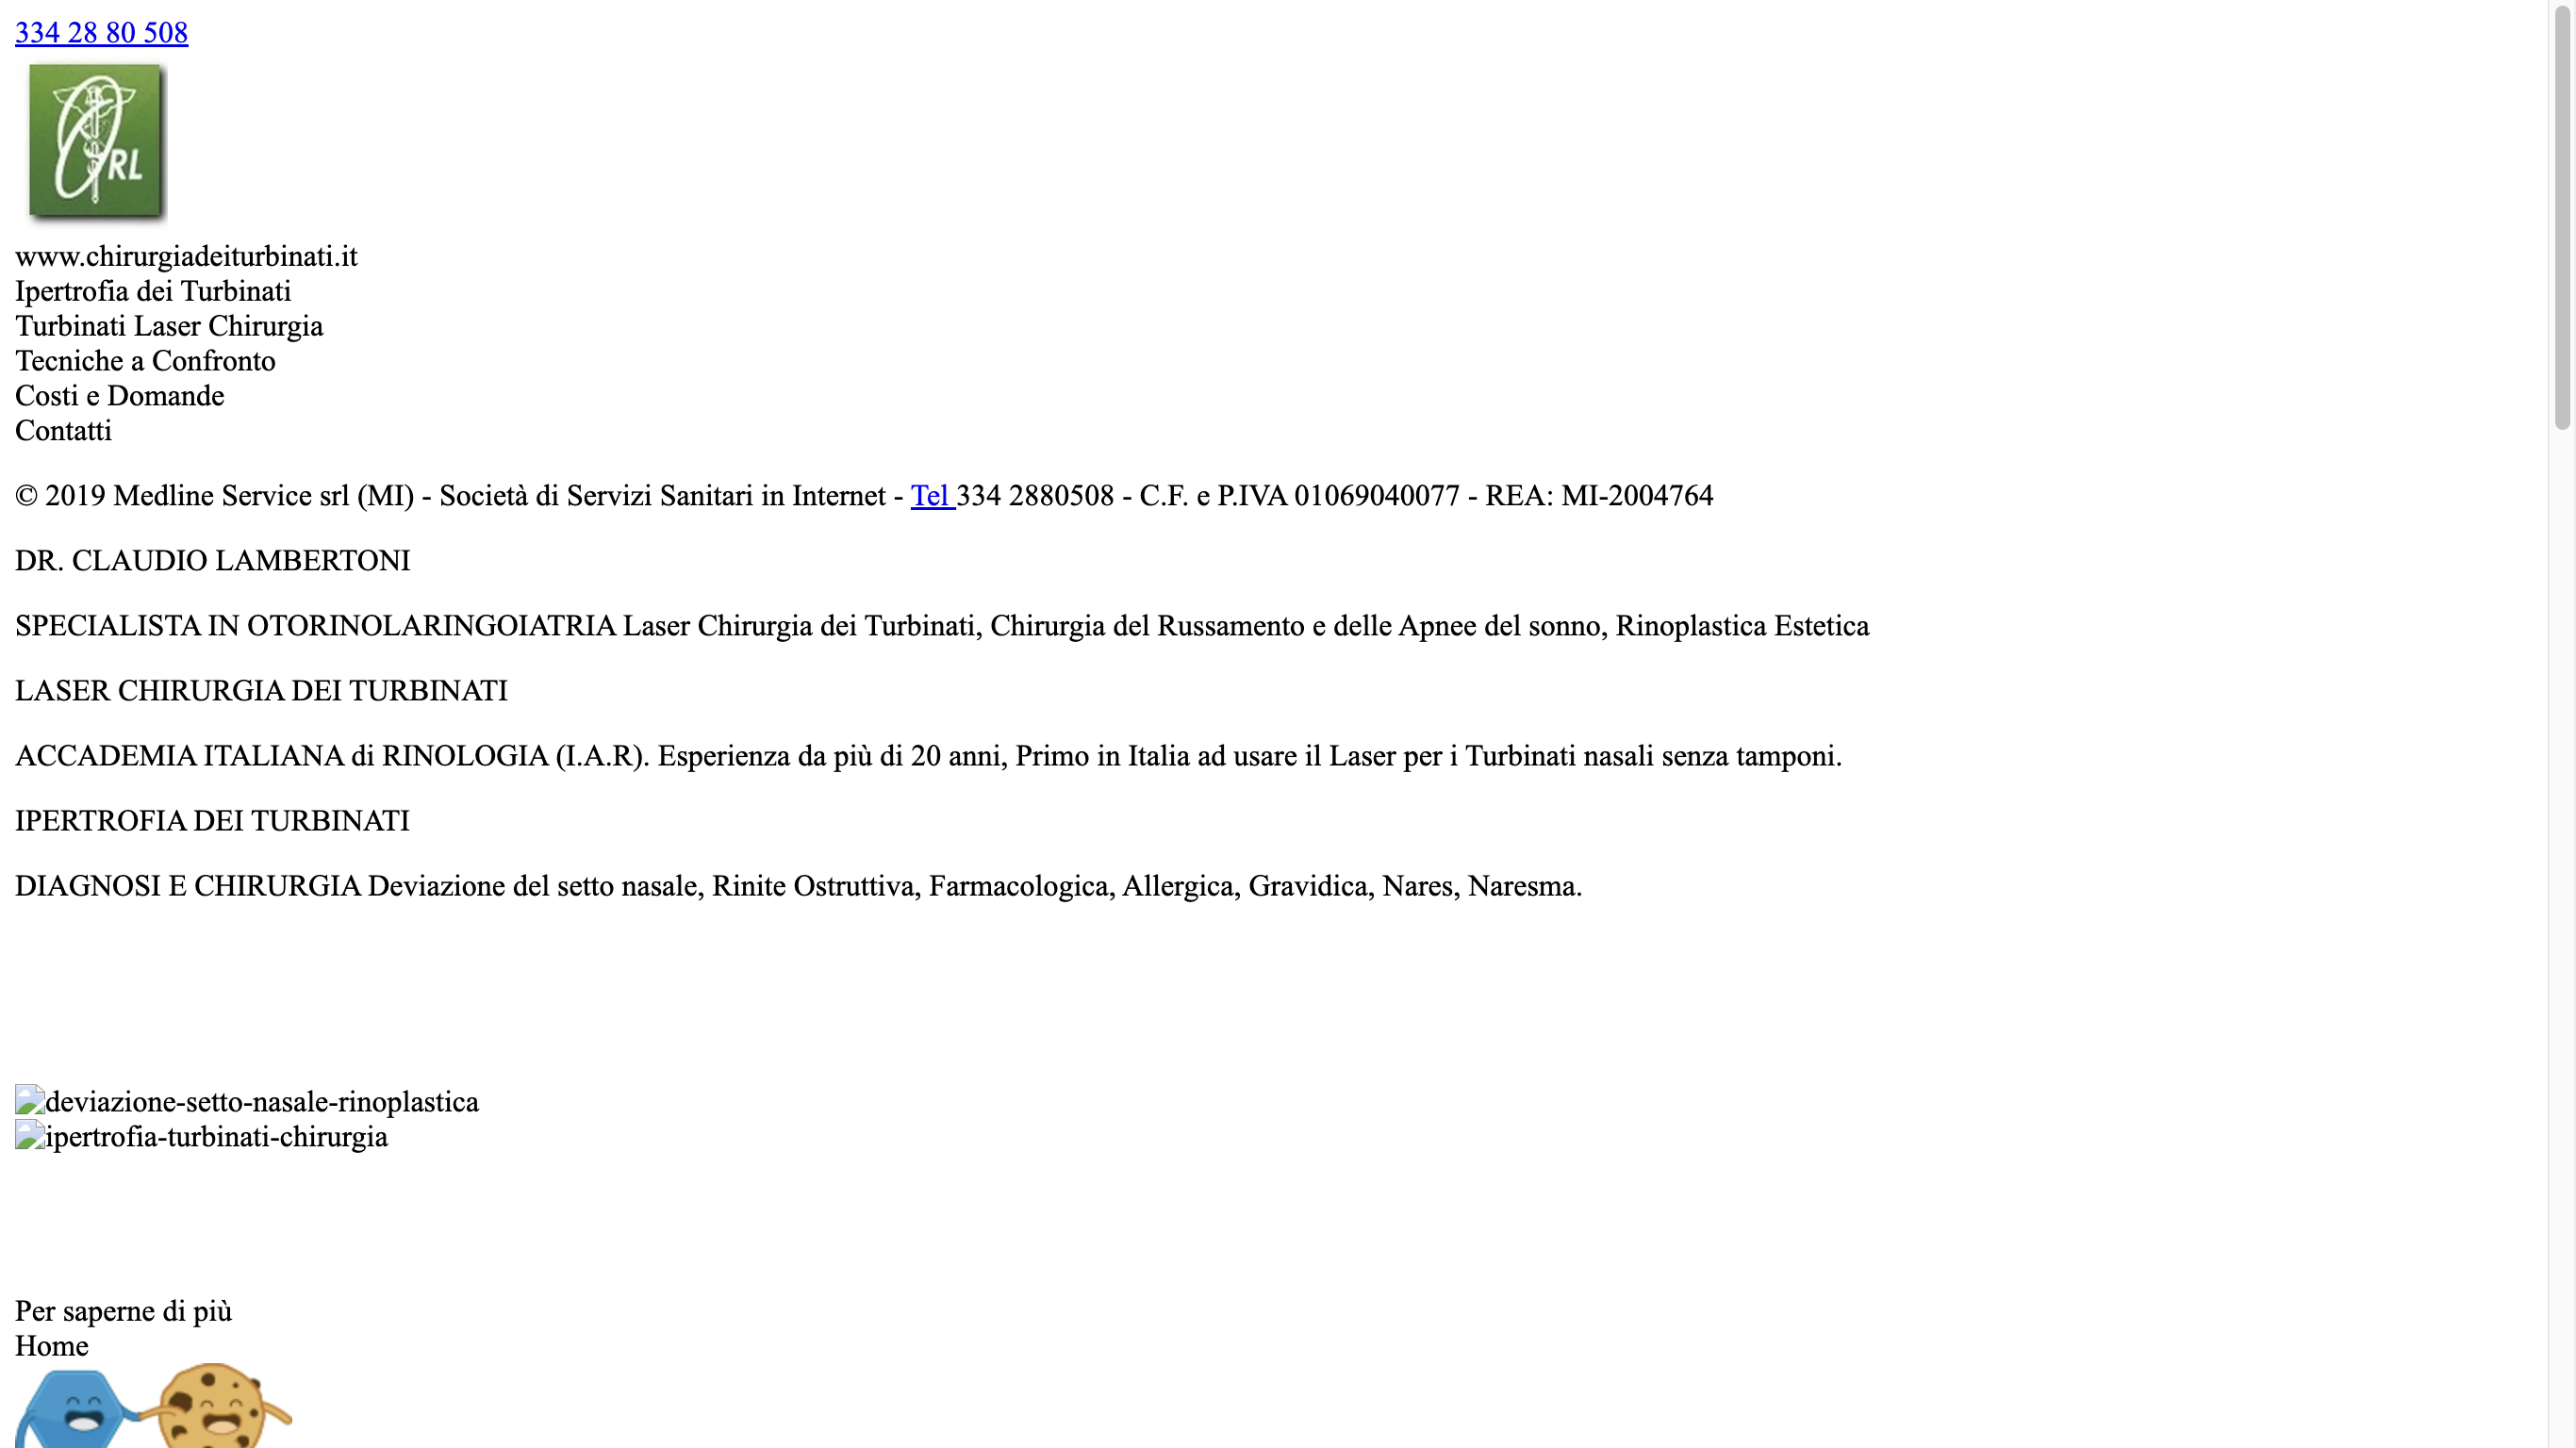 334 28 80 508
ORL
www.chirurgiadeiturbinati.it
Ipertrofia dei Turbinati
Turbinati Laser Chirurgia
Tecniche a Confronto
Costi e Domande
Contatti
© 2019 Medline Service srl (MI) - Società di Servizi Sanitari in Internet - Tel 334 2880508 - C.F. e P.IVA 01069040077 - REA: MI-2004764
DR. CLAUDIO LAMBERTONI
SPECIALISTA IN OTORINOLARINGOIATRIA Laser Chirurgia dei Turbinati, Chirurgia del Russamento e delle Apnee del sonno, Rinoplastica Estetica
LASER CHIRURGIA DEI TURBINATI
ACCADEMIA ITALIANA di RINOLOGIA (I.A.R). Esperienza da più di 20 anni, Primo in Italia ad usare il Laser per i Turbinati nasali senza tamponi.
IPERTROFIA DEI TURBINATI
DIAGNOSI E CHIRURGIA Deviazione del setto nasale, Rinite Ostruttiva, Farmacologica, Allergica, Gravidica, Nares, Naresma.
deviazione-setto-nasale-rinoplastica
ipertrofia-turbinati-chirurgia
Per saperne di più
Home